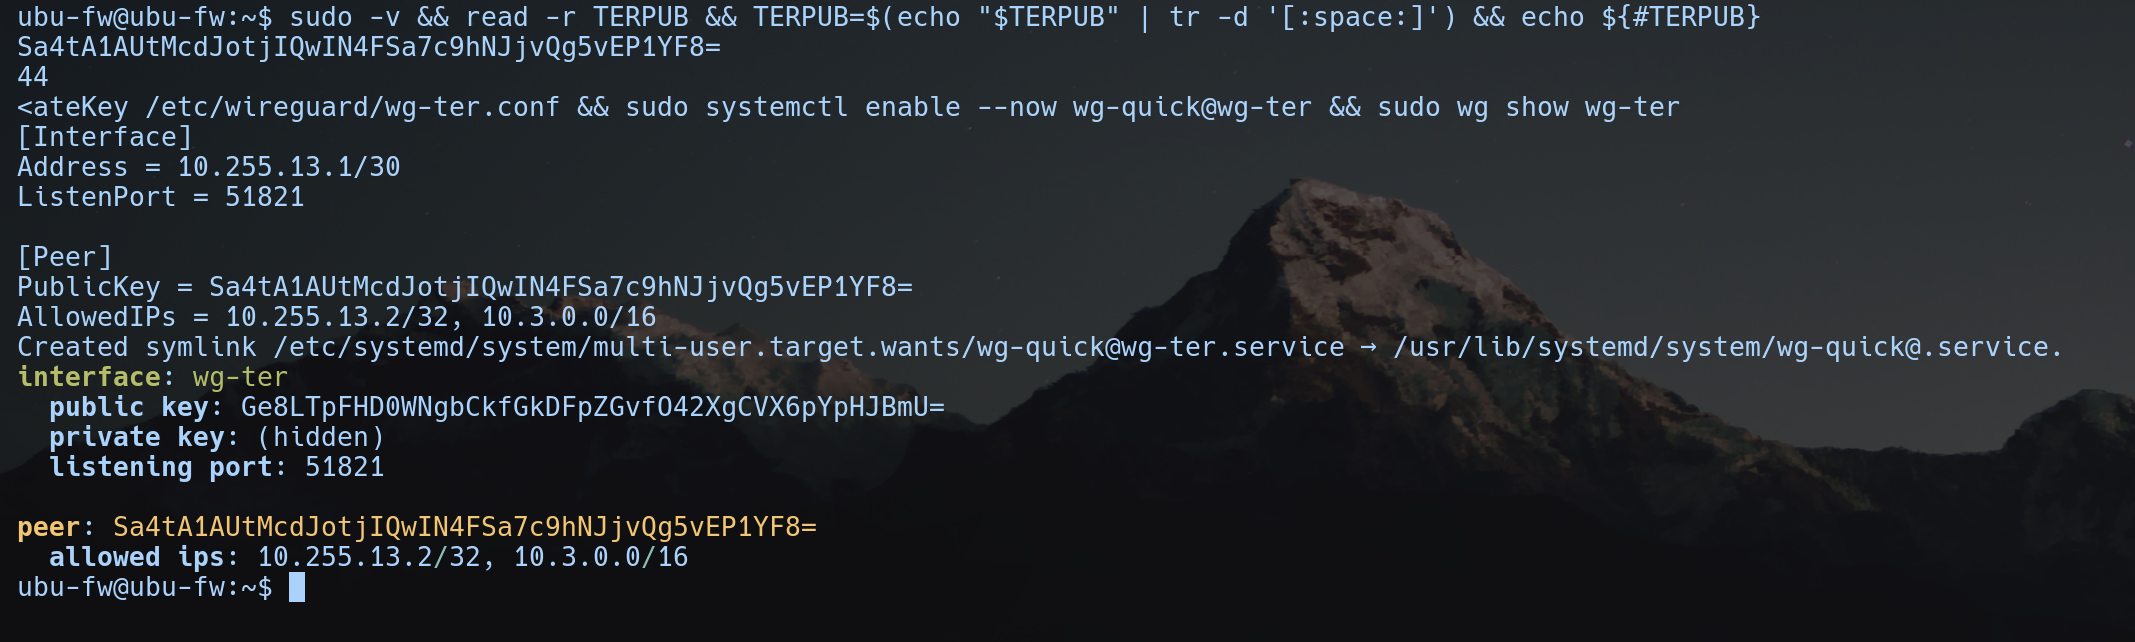 ubu-fw@ubu-fw:~$ sudo -v && read -r TERPUB && TERPUB=$(echo "$TERPUB" | tr -d '[:space:]') && echo ${#TERPUB}
Sa4tA1AUtMcdJotjIQwIN4FSa7c9hNJjvQg5vEP1YF8=
44
<ateKey /etc/wireguard/wg-ter.conf && sudo systemctl enable --now wg-quick@wg-ter && sudo wg show wg-ter
[Interface]
Address = 10.255.13.1/30
ListenPort = 51821

[Peer]
PublicKey = Sa4tA1AUtMcdJotjIQwIN4FSa7c9hNJjvQg5vEP1YF8=
AllowedIPs = 10.255.13.2/32, 10.3.0.0/16
Created symlink /etc/systemd/system/multi-user.target.wants/wg-quick@wg-ter.service → /usr/lib/systemd/system/wg-quick@.service.
interface: wg-ter
  public key: Ge8LTpFHD0WNgbCkfGkDFpZGvfO42XgCVX6pYpHJBmU=
  private key: (hidden)
  listening port: 51821

peer: Sa4tA1AUtMcdJotjIQwIN4FSa7c9hNJjvQg5vEP1YF8=
  allowed ips: 10.255.13.2/32, 10.3.0.0/16
ubu-fw@ubu-fw:~$